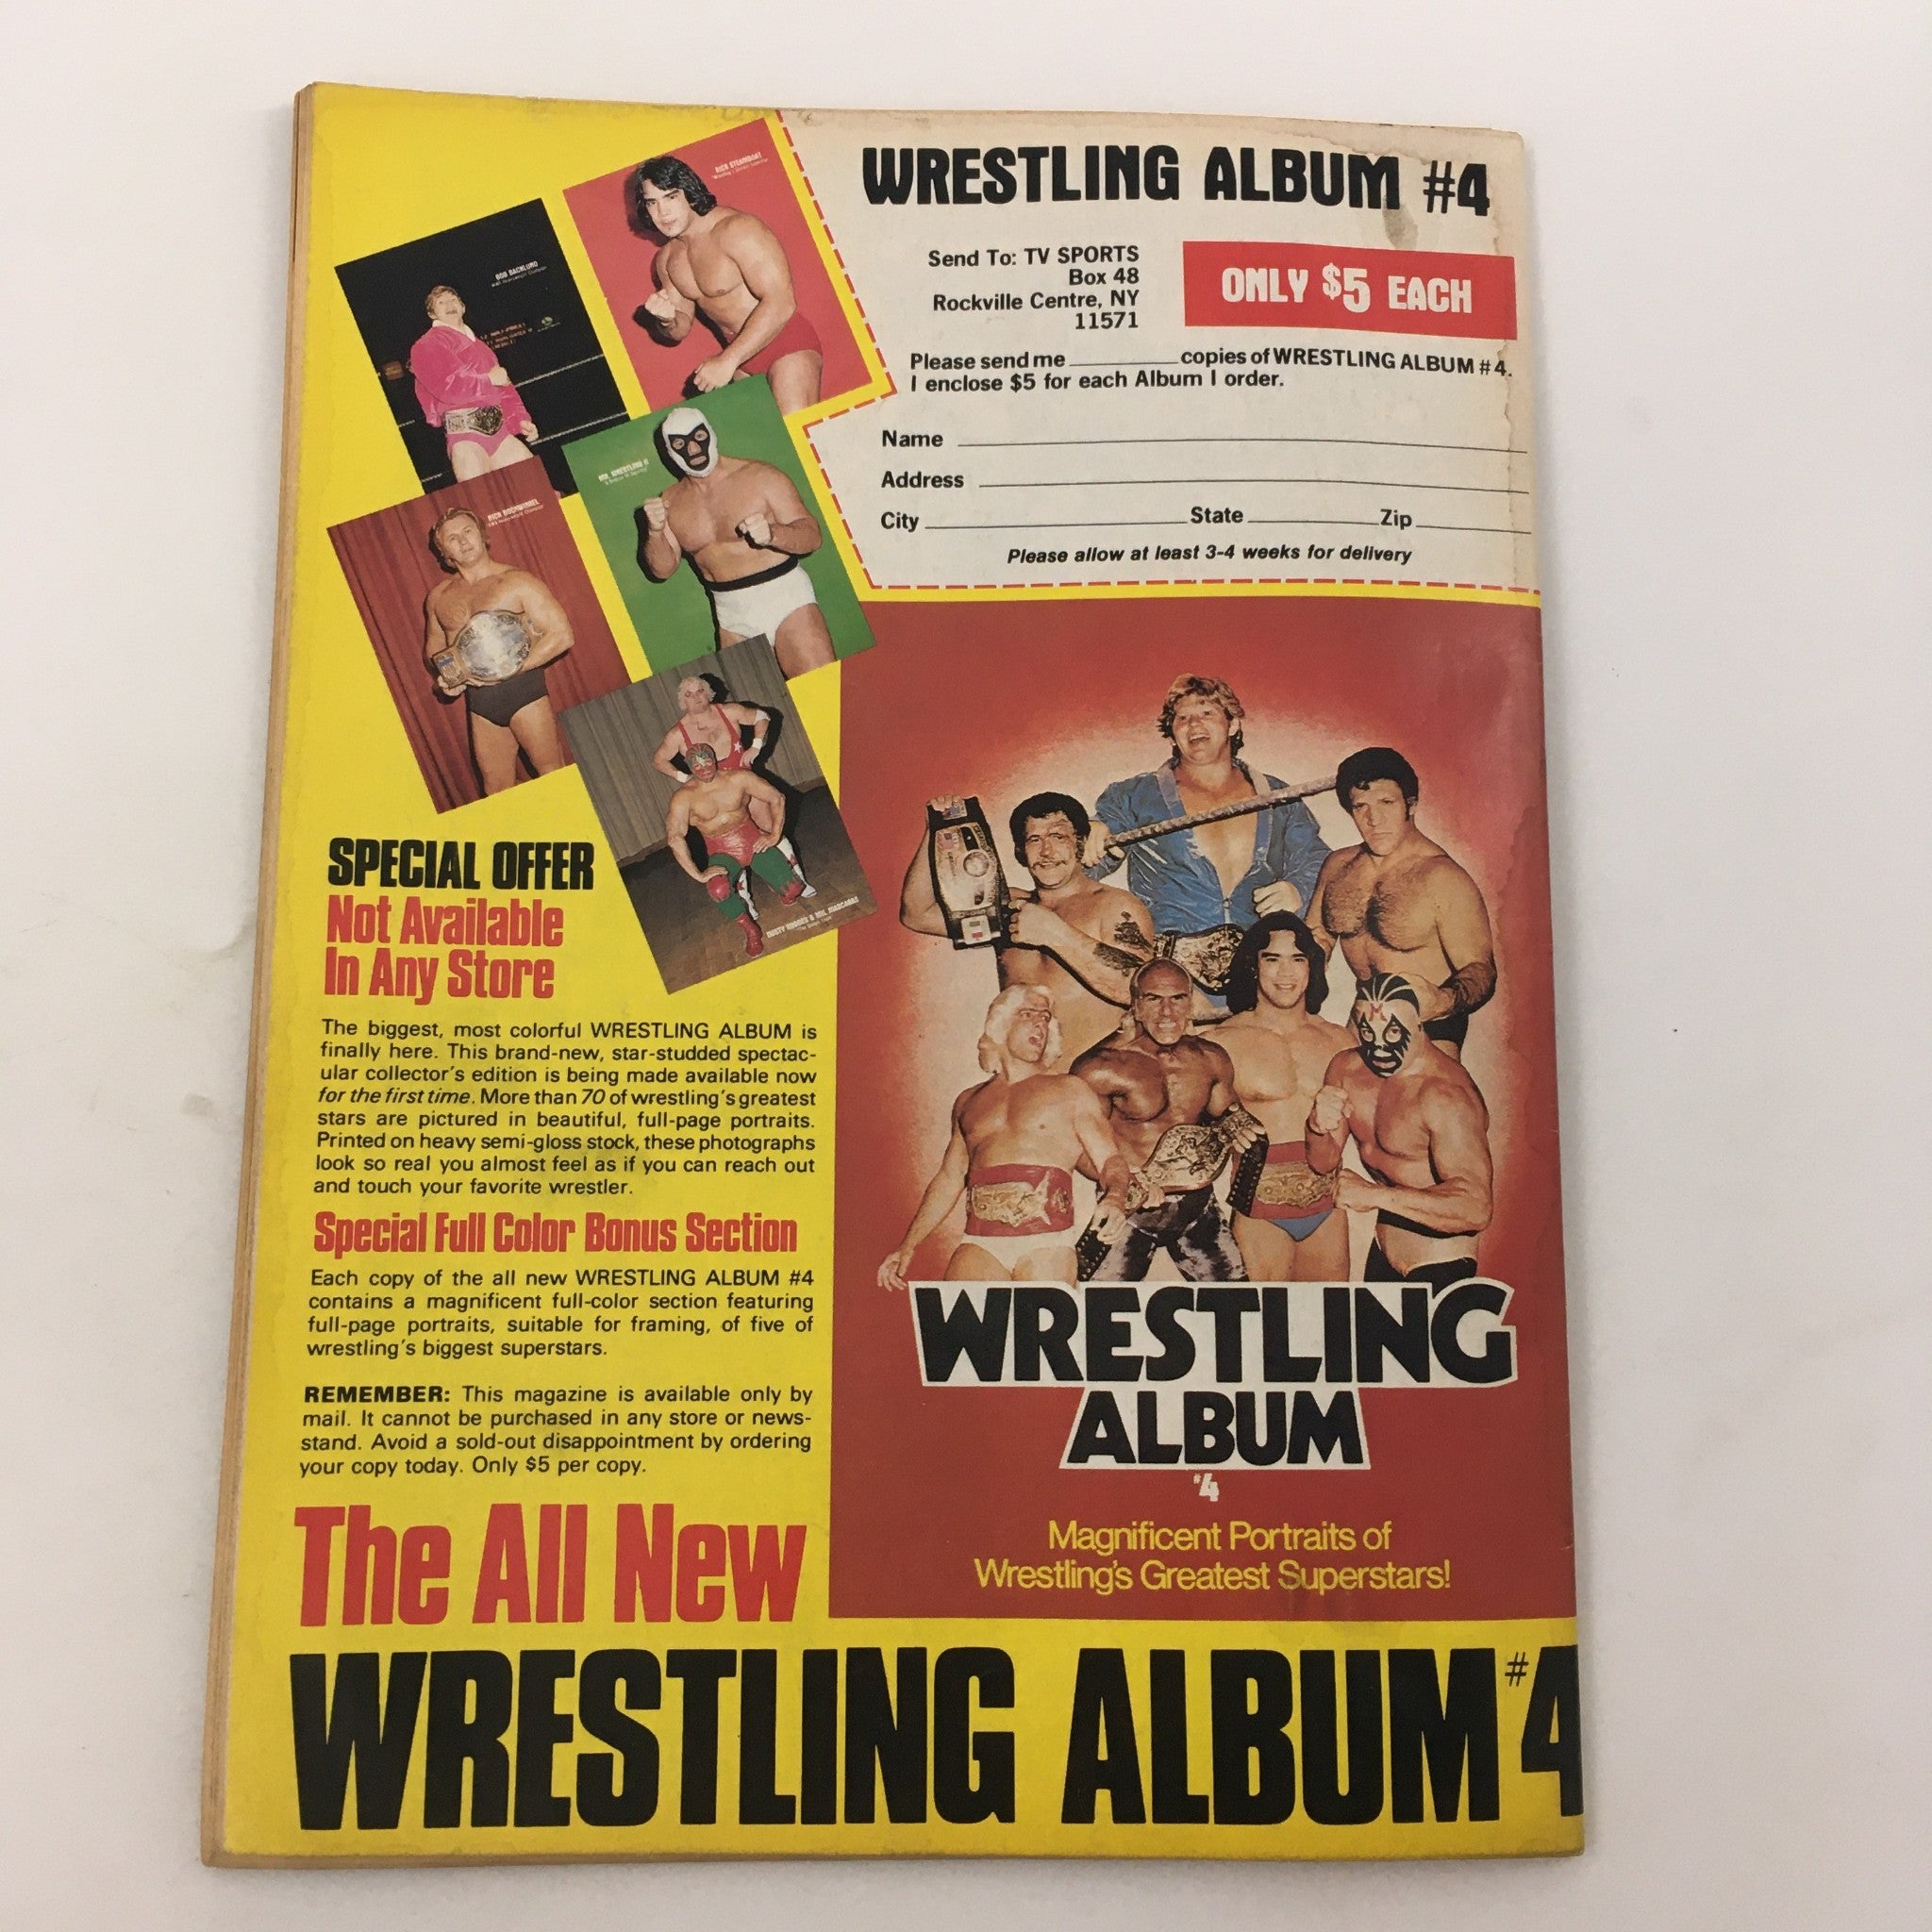 WRESTLING ALBUM #4
Send To: TV SPORTS
Box 48
Rockville Centre, NY
11571
ONLY $5 EACH
Please send me copies of WRESTLING ALBUM #4.
I enclose $5 for each Album I order.
Name
Address
City State Zip
Please allow at least 3-4 weeks for delivery
RICK STEAMBOAT
BOB BACKLUND
MR. WRESTLING II
NICK BOCKWINKEL
DUSTY RHODES & MIL MASCARAS
SPECIAL OFFER
Not Available
In Any Store
The biggest, most colorful WRESTLING ALBUM is
finally here. This brand-new, star-studded spectac-
ular collector's edition is being made available now
for the first time. More than 70 of wrestling's greatest
stars are pictured in beautiful, full-page portraits.
Printed on heavy semi-gloss stock, these photographs
look so real you almost feel as if you can reach out
and touch your favorite wrestler.
Special Full Color Bonus Section
Each copy of the all new WRESTLING ALBUM #4
contains a magnificent full-color section featuring
full-page portraits, suitable for framing, of five of
wrestling's biggest superstars.
REMEMBER: This magazine is available only by
mail. It cannot be purchased in any store or news-
stand. Avoid a sold-out disappointment by ordering
your copy today. Only $5 per copy.
M
WRESTLING
ALBUM
#4
Magnificent Portraits of
Wrestling's Greatest Superstars!
The All New
WRESTLING ALBUM #4